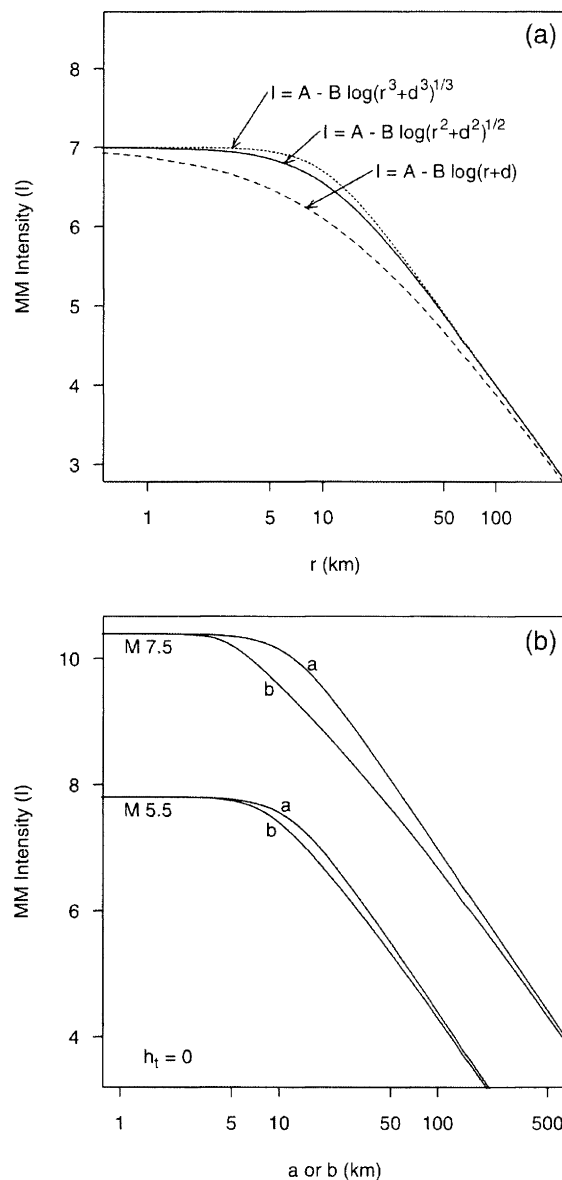 (a)
8
I = A - B log(r³+d³)^1/3
I = A - B log(r²+d²)^1/2
7
I = A - B log(r+d)
6
5
4
3
MM Intensity (I)
1 5 10 50 100
r (km)
(b)
10
M 7.5
a
b
8
M 5.5
a
b
6
4
MM Intensity (I)
hₜ = 0
1 5 10 50 100 500
a or b (km)